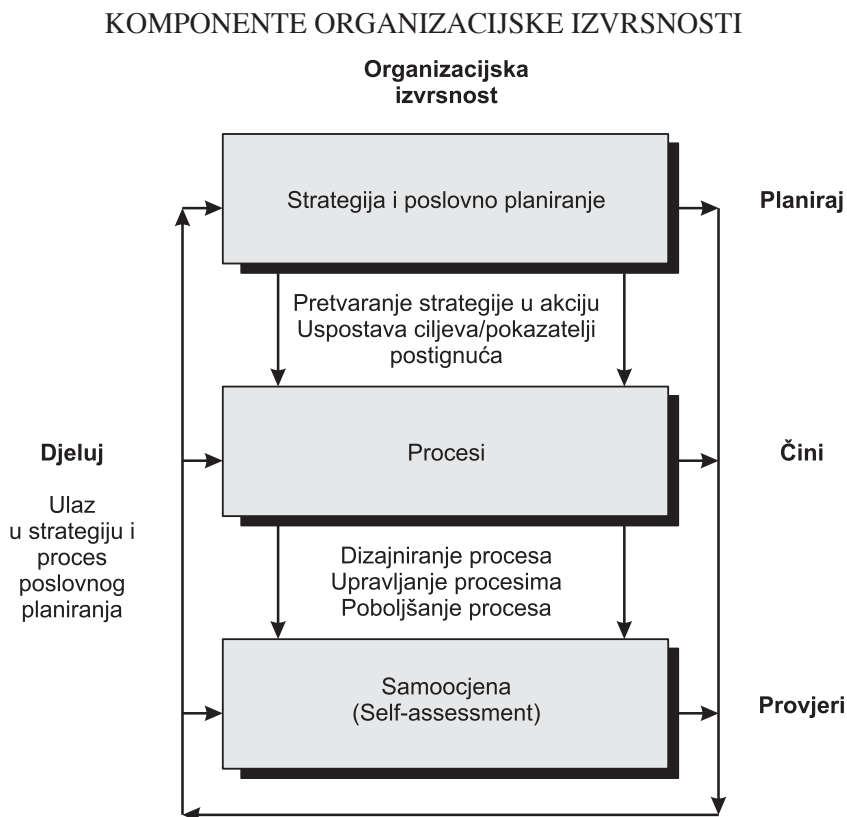 KOMPONENTE ORGANIZACIJSKE IZVRSNOSTI
Organizacijska
izvrsnost
Strategija i poslovno planiranje
Planiraj
Pretvaranje strategije u akciju
Uspostava ciljeva/pokazatelji
postignuća
Djeluj
Ulaz
u strategiju i
proces
poslovnog
planiranja
Procesi
Čini
Dizajniranje procesa
Upravljanje procesima
Poboljšanje procesa
Samoocjena
(Self-assessment)
Provjeri